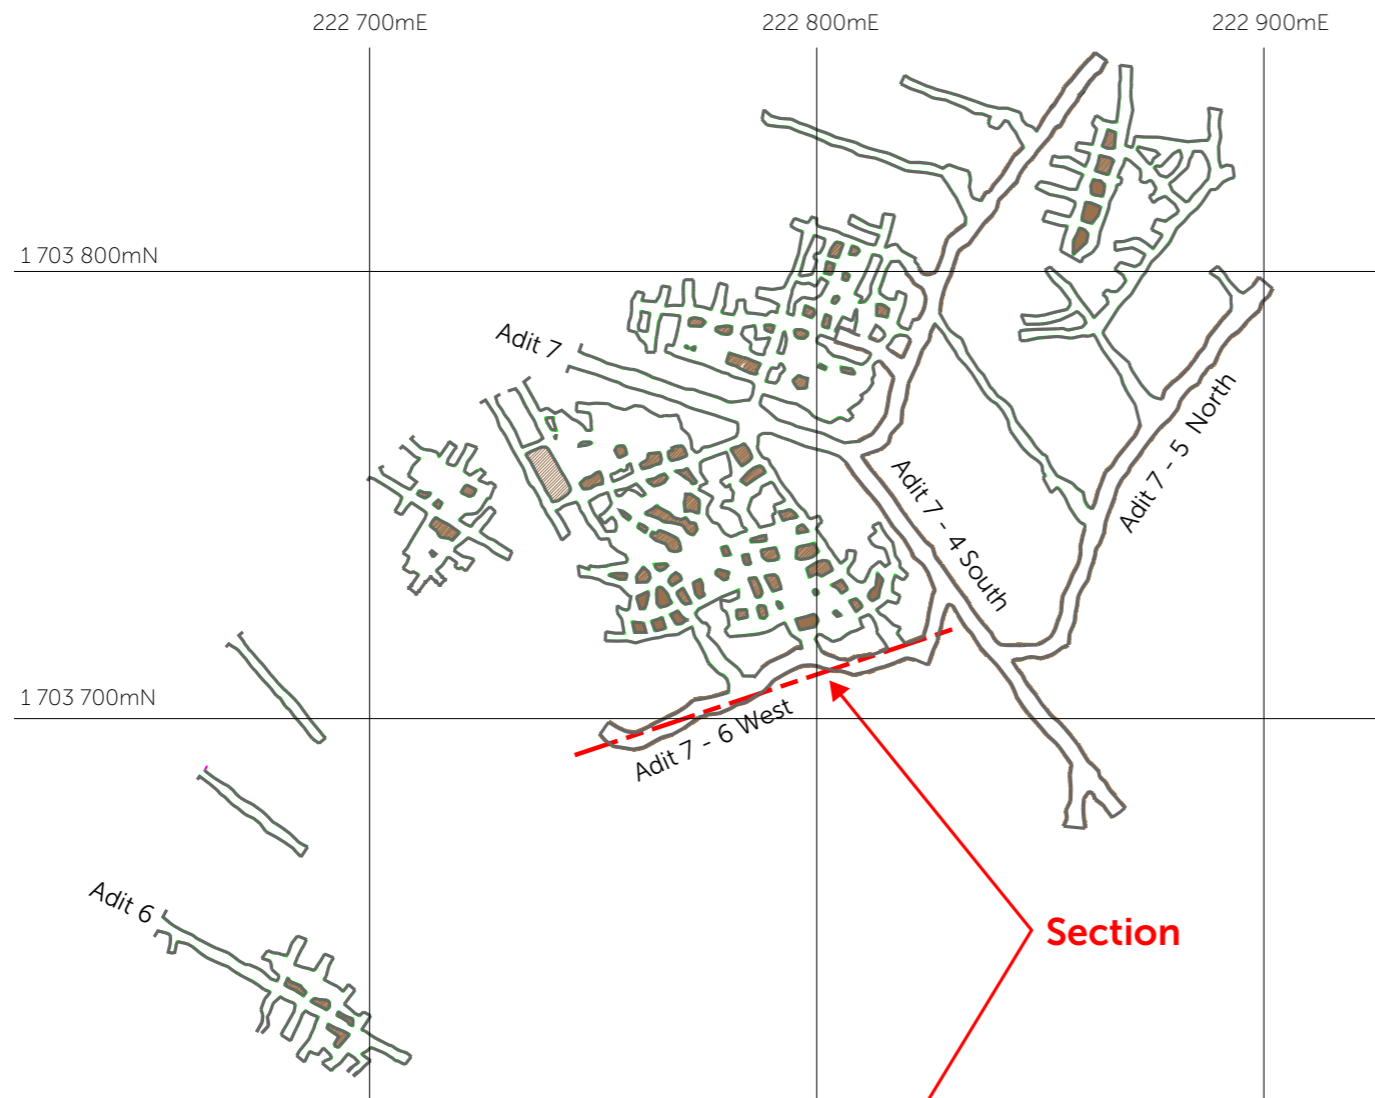 222 700mE
222 800mE
222 900mE
1 703 800mN
Adit 7
Adit 7 - 5 North
Adit 7 - 4 South
1 703 700mN
Adit 7 - 6 West
Adit 6
Section